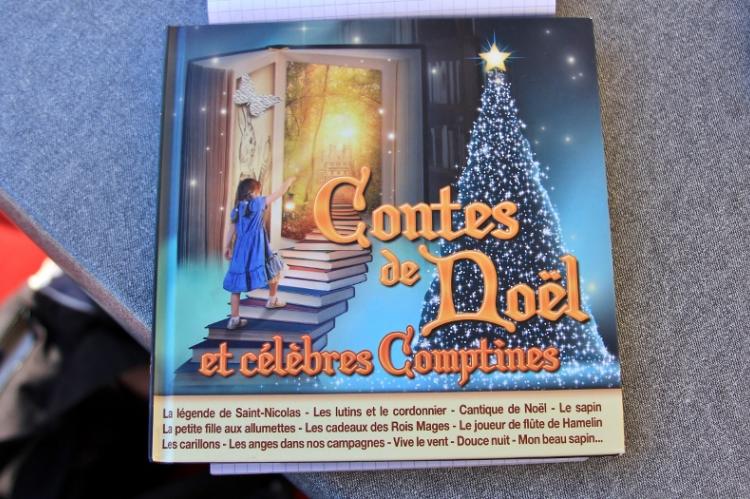 Contes
de Noël
et célèbres Comptines
La légende de Saint-Nicolas - Les lutins et le cordonnier - Cantique de Noël - Le sapin
La petite fille aux allumettes - Les cadeaux des Rois Mages - Le joueur de flûte de Hamelin
Les carillons - Les anges dans nos campagnes - Vive le vent - Douce nuit - Mon beau sapin...